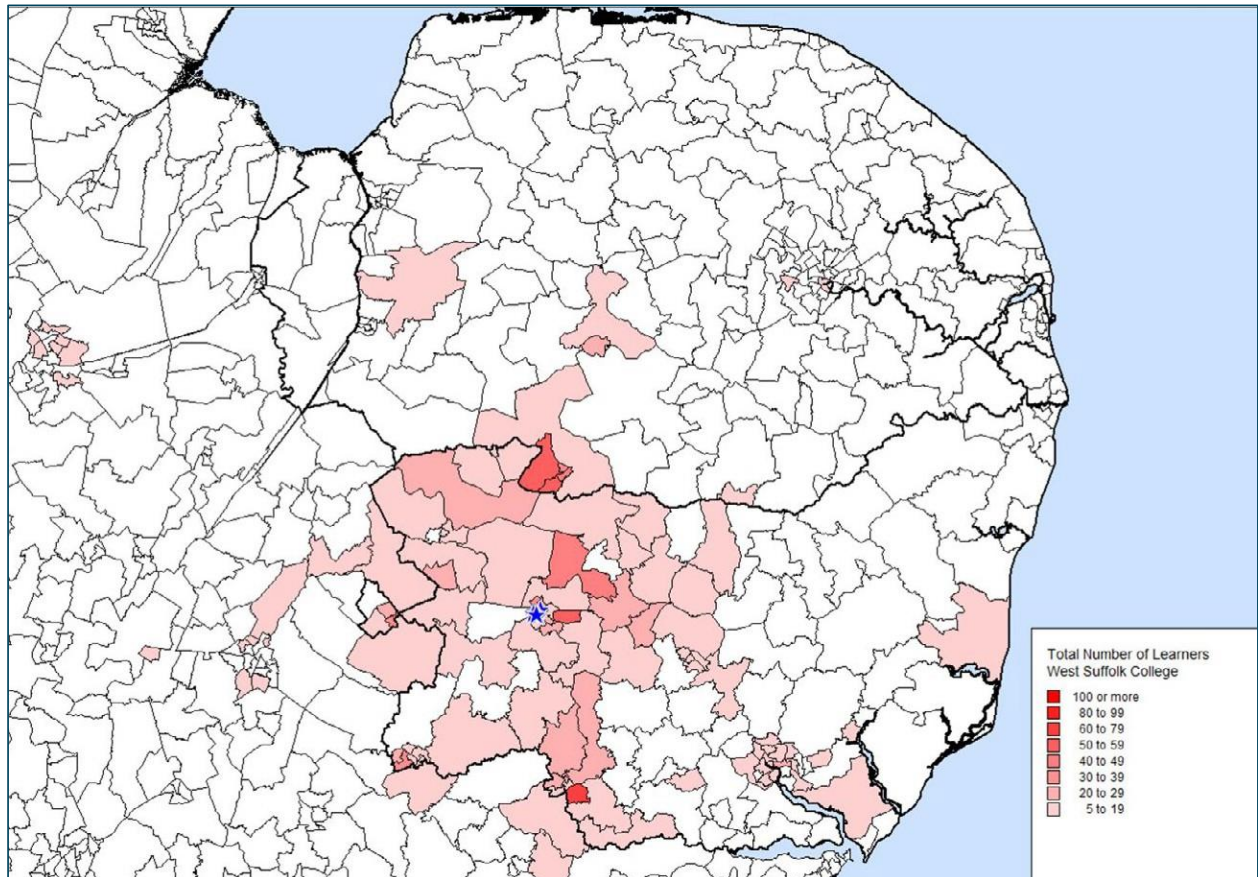 Total Number of Learners
West Suffolk College
100 or more
80 to 99
60 to 79
50 to 59
40 to 49
30 to 39
20 to 29
5 to 19